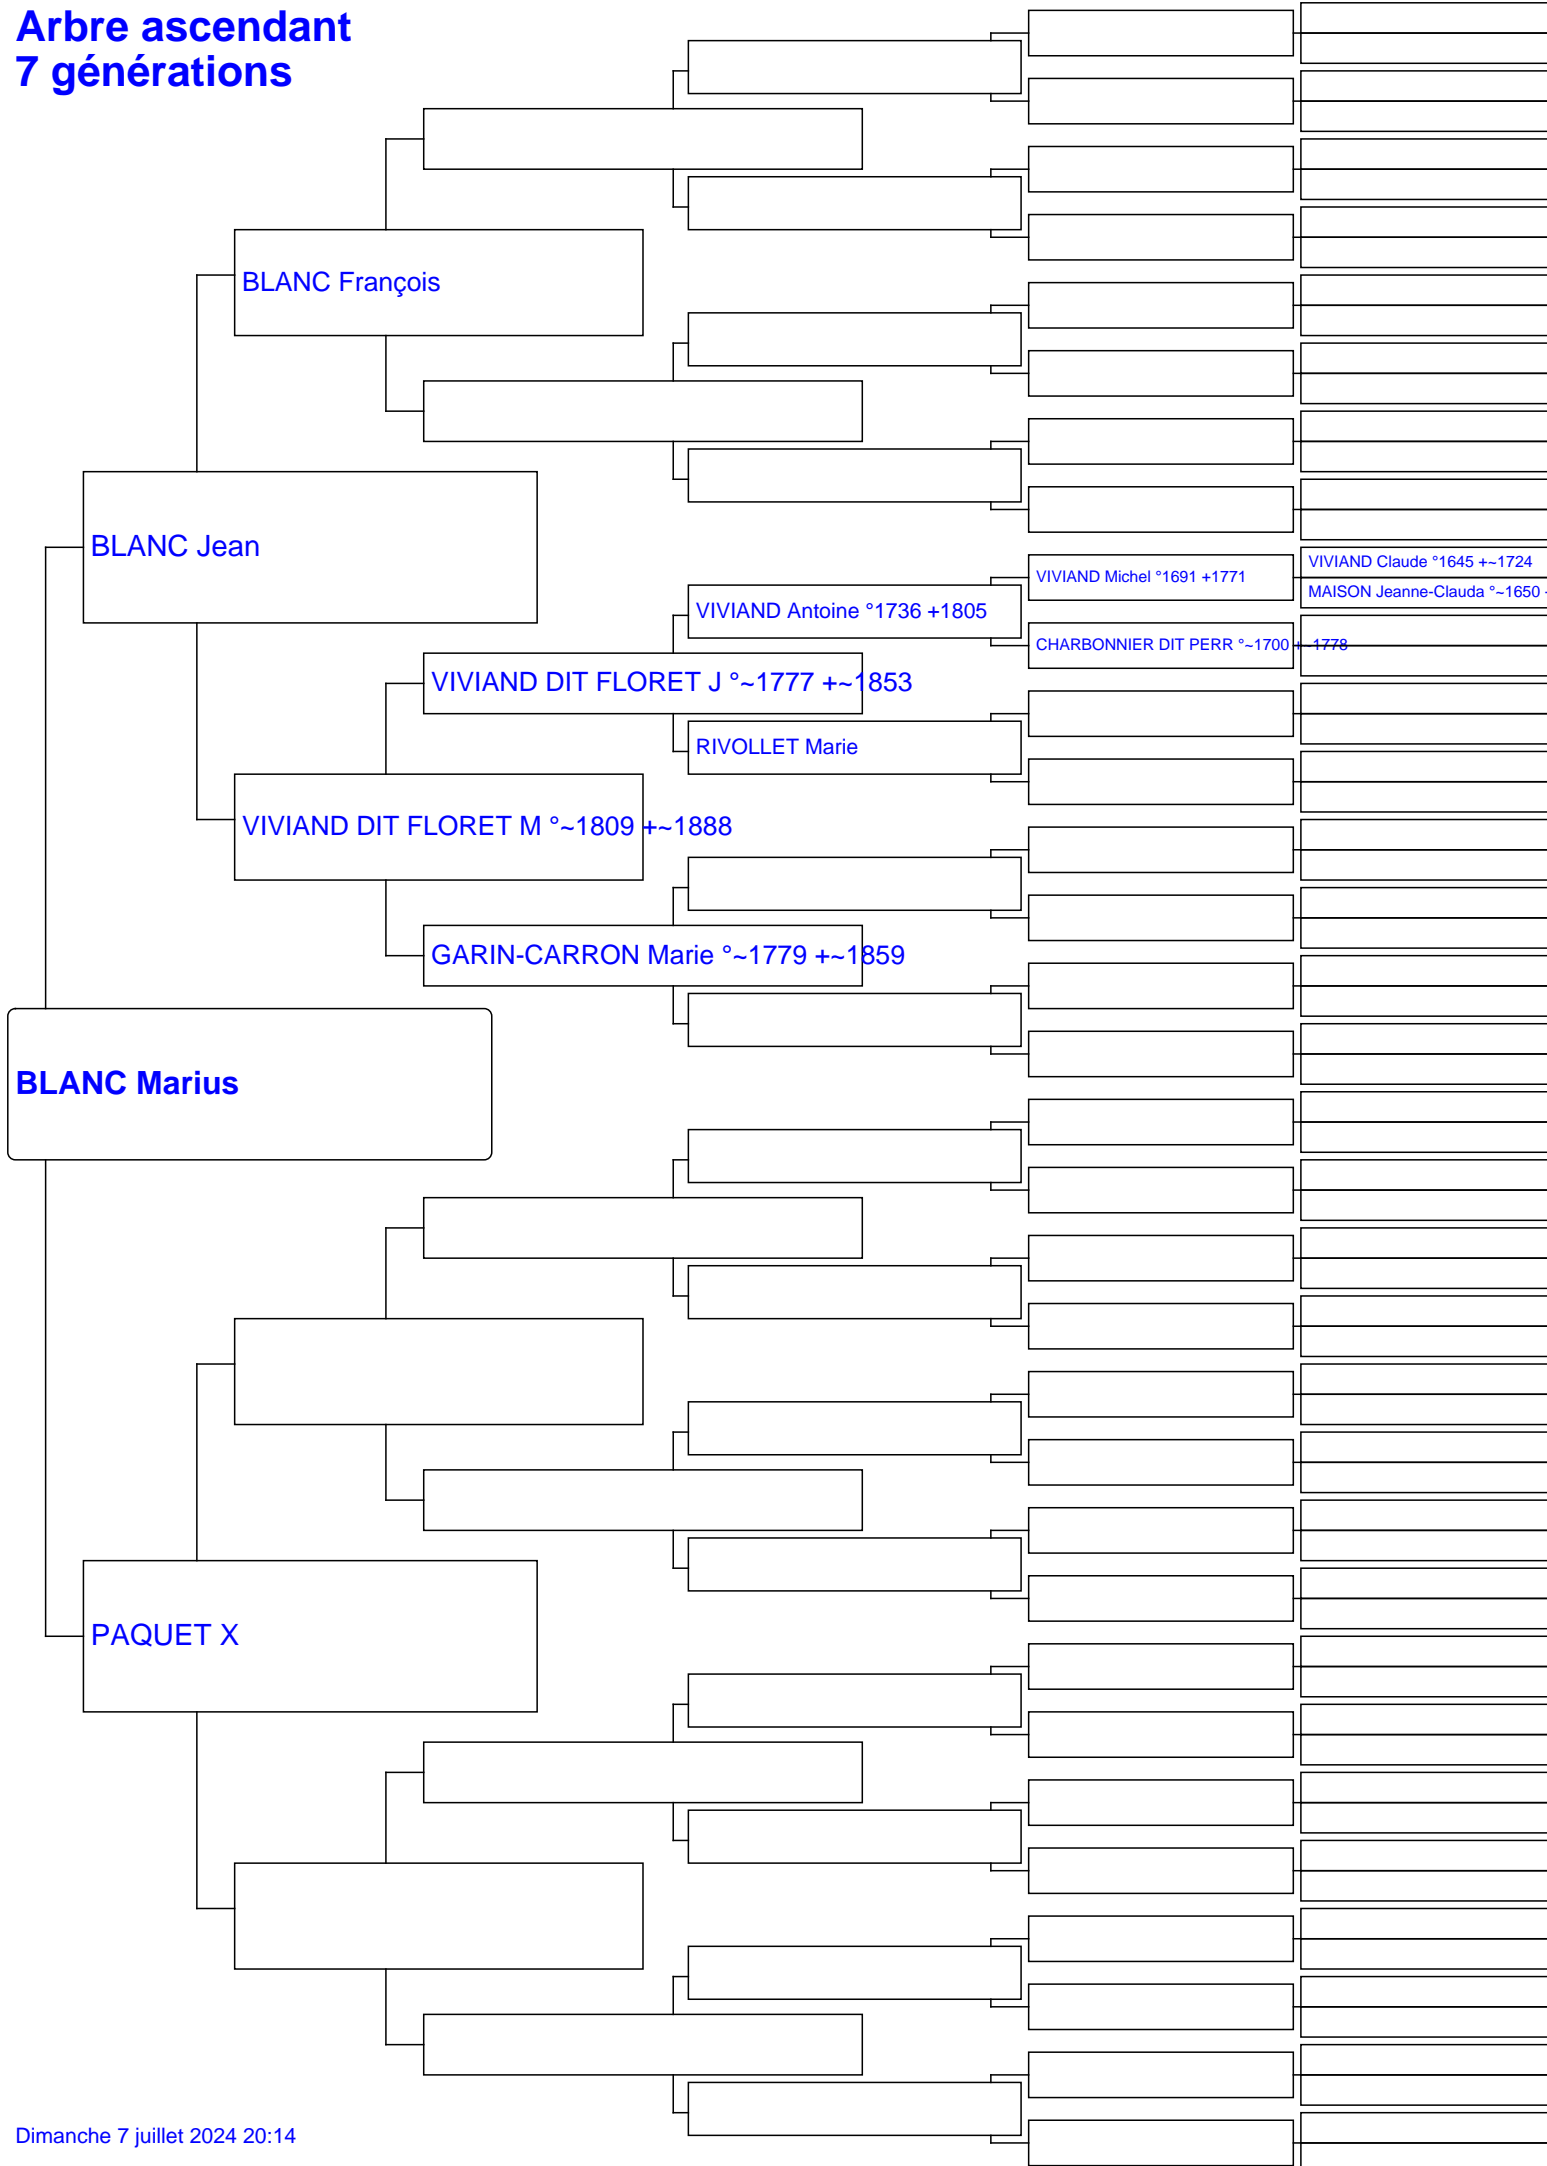 Arbre ascendant
7 générations
BLANC François
BLANC Jean
VIVIAND Claude °1645 +~1724
VIVIAND Michel °1691 +1771
MAISON Jeanne-Clauda °~1650
VIVIAND Antoine °1736 +1805
CHARBONNIER DIT PERR °~1700 +~1778
VIVIAND DIT FLORET J °~1777 +~1853
RIVOLLET Marie
VIVIAND DIT FLORET M °~1809 +~1888
GARIN-CARRON Marie °~1779 +~1859
BLANC Marius
PAQUET X
Dimanche 7 juillet 2024 20:14